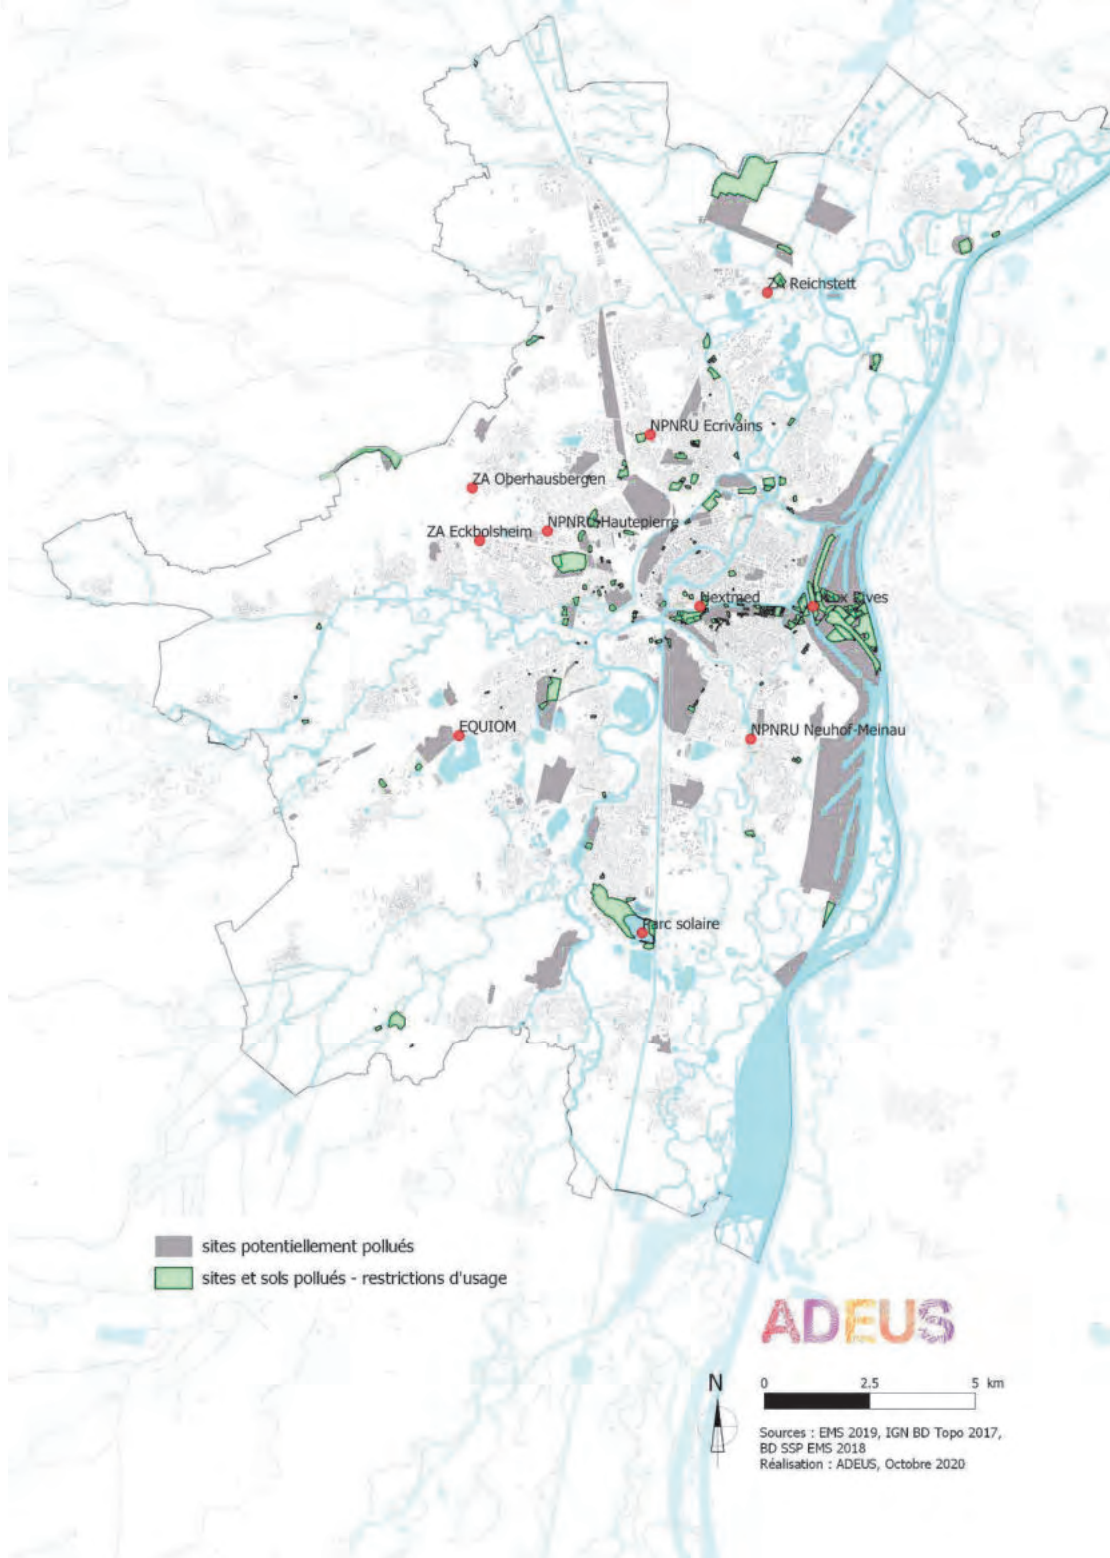 ZA Reichstett
NPNRU Ecrivains
ZA Oberhausbergen
NPNRU Hautepierre
ZA Eckbolsheim
Nextmed
Deux Rives
EQUIOM
NPNRU Neuhof-Meinau
Parc solaire
sites potentiellement pollués
sites et sols pollués - restrictions d'usage
ADEUS
N
0 2.5 5 km
Sources : EMS 2019, IGN BD Topo 2017,
BD SSP EMS 2018
Réalisation : ADEUS, Octobre 2020